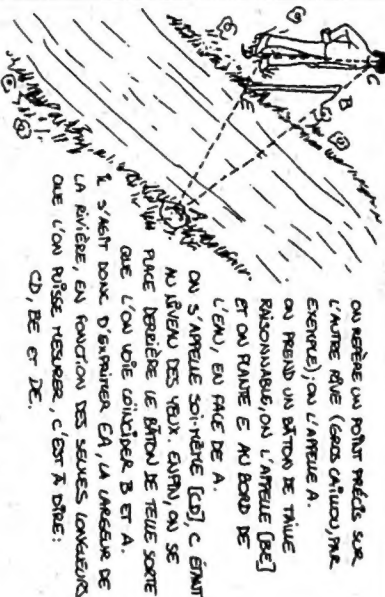 ON REPÈRE UN POINT PRÉCIS SUR
L'AUTRE RIVE (GROS CAILLOU, PAR
EXEMPLE), ON L'APPELLE A.
ON PREND UN BÂTON DE TAILLE
RAISONNABLE, ON L'APPELLE [BE]
ET ON PLANTE E AU BORD DE
L'EAU, EN FACE DE A.
ON S'APPELLE SOI-MÊME [CD], C ÉTANT
AU NIVEAU DES YEUX. ENFIN, ON SE
PLACE DERRIÈRE LE BÂTON DE TELLE SORTE
QUE L'ON VOIE COÏNCIDER B ET A.
IL S'AGIT DONC D'EXPRIMER EA, LA LARGEUR DE
LA RIVIÈRE, EN FONCTION DES SEULES LONGUEURS
QUE L'ON PUISSE MESURER, C'EST À DIRE:
CD, BE ET DE.
C
B
E
A